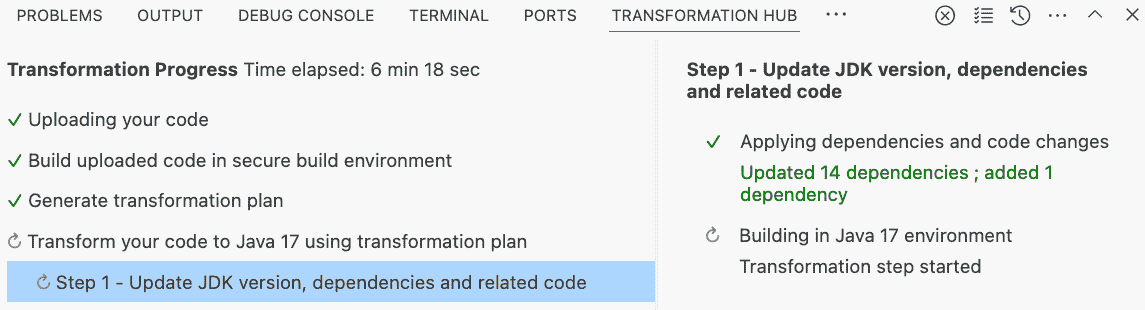 PROBLEMS OUTPUT DEBUG CONSOLE TERMINAL PORTS TRANSFORMATION HUB
Transformation Progress Time elapsed: 6 min 18 sec
Uploading your code
Build uploaded code in secure build environment
Generate transformation plan
Transform your code to Java 17 using transformation plan
Step 1 - Update JDK version, dependencies and related code
Step 1 - Update JDK version, dependencies
and related code
Applying dependencies and code changes
Updated 14 dependencies ; added 1
dependency
Building in Java 17 environment
Transformation step started